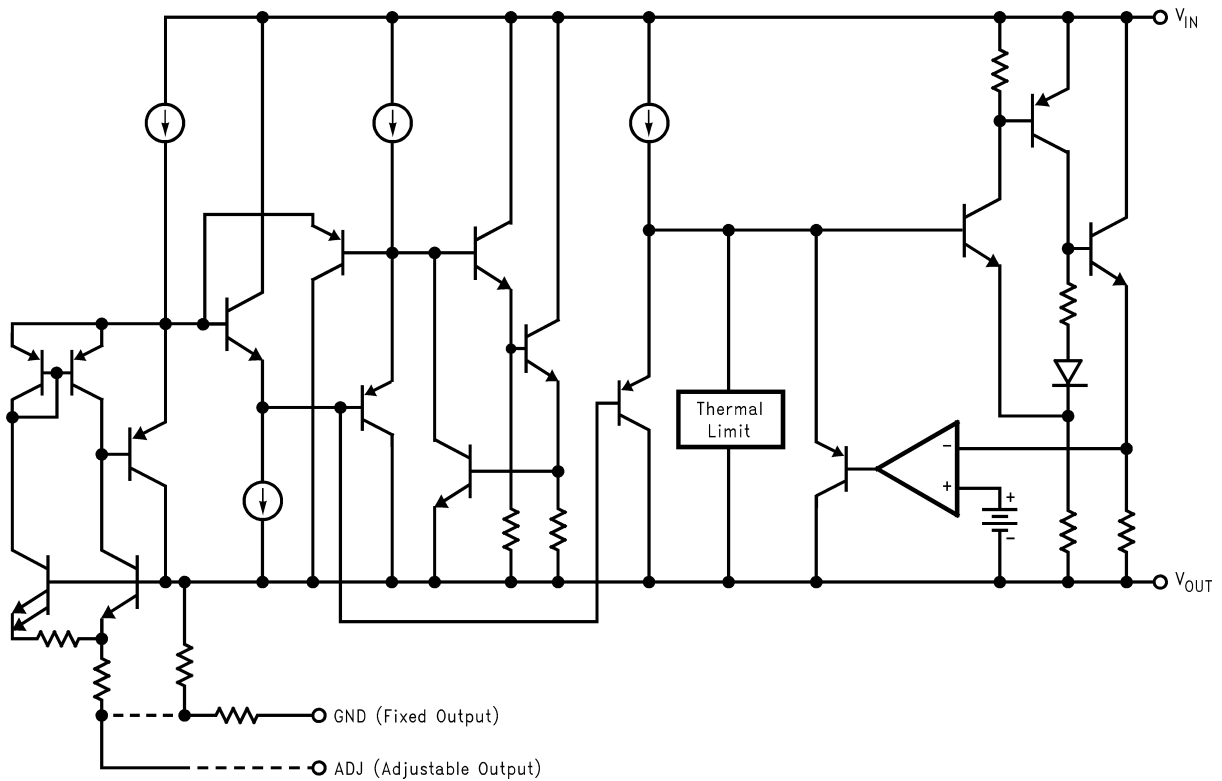 V_IN
Thermal
Limit
−
+
+
−
V_OUT
GND (Fixed Output)
ADJ (Adjustable Output)